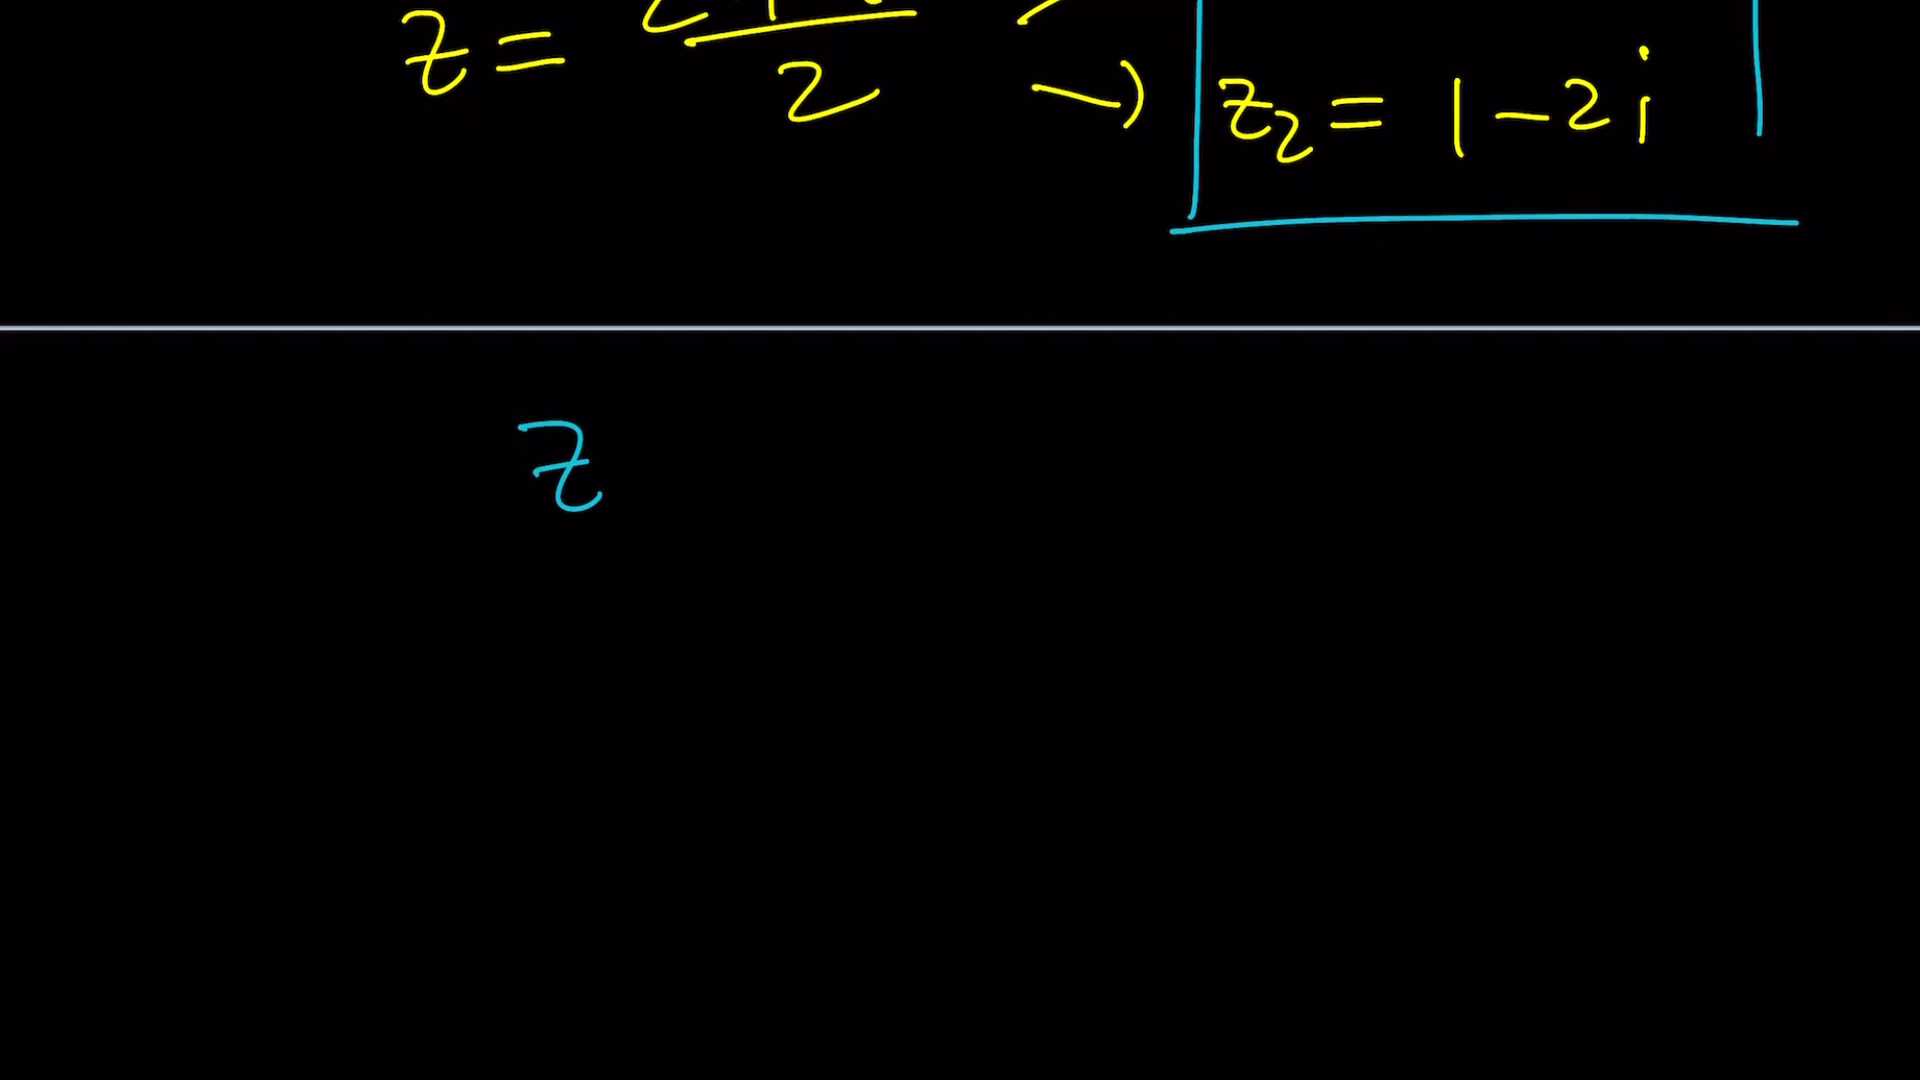 z = 2
→ z₂ = 1 - 2i
z